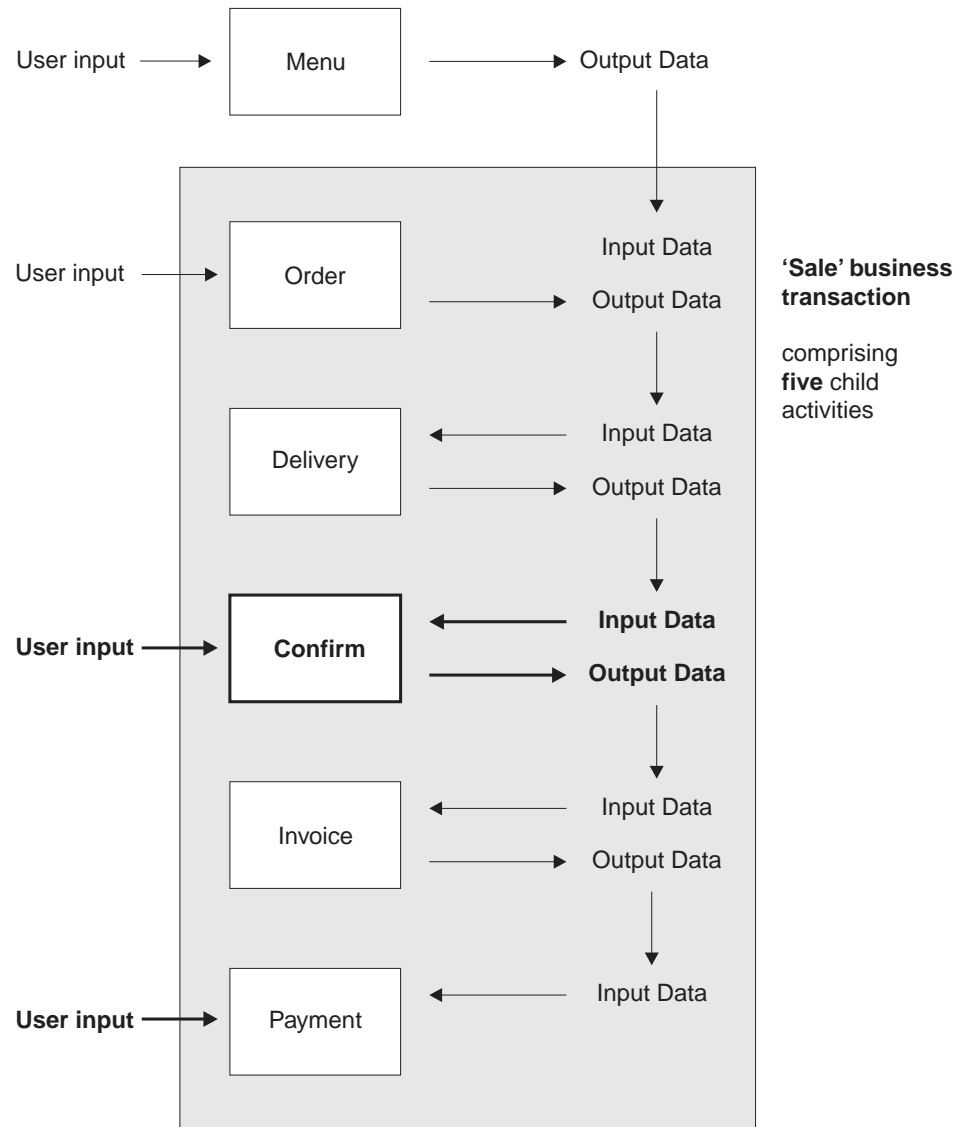 User input
Menu
Output Data
Input Data
User input
Order
Output Data
‘Sale’ business
transaction
comprising
five child
activities
Input Data
Delivery
Output Data
Input Data
User input
Confirm
Output Data
Input Data
Invoice
Output Data
Input Data
User input
Payment